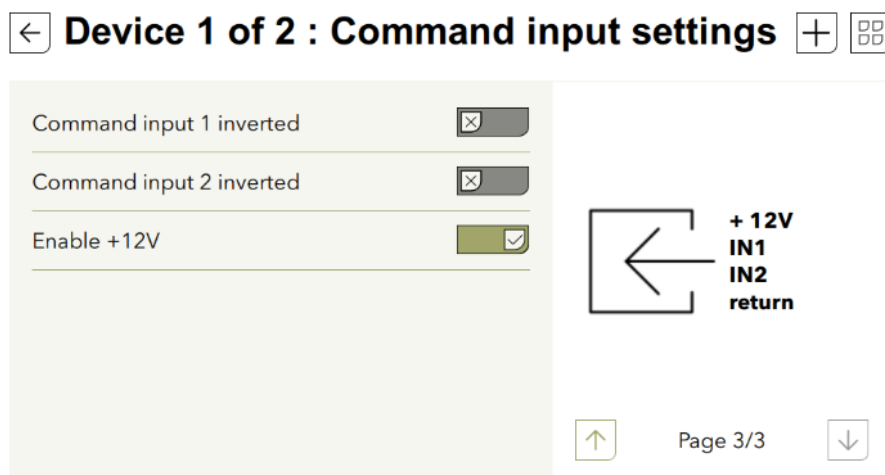 Device 1 of 2 : Command input settings
Command input 1 inverted
Command input 2 inverted
Enable +12V
+ 12V
IN1
IN2
return
Page 3/3